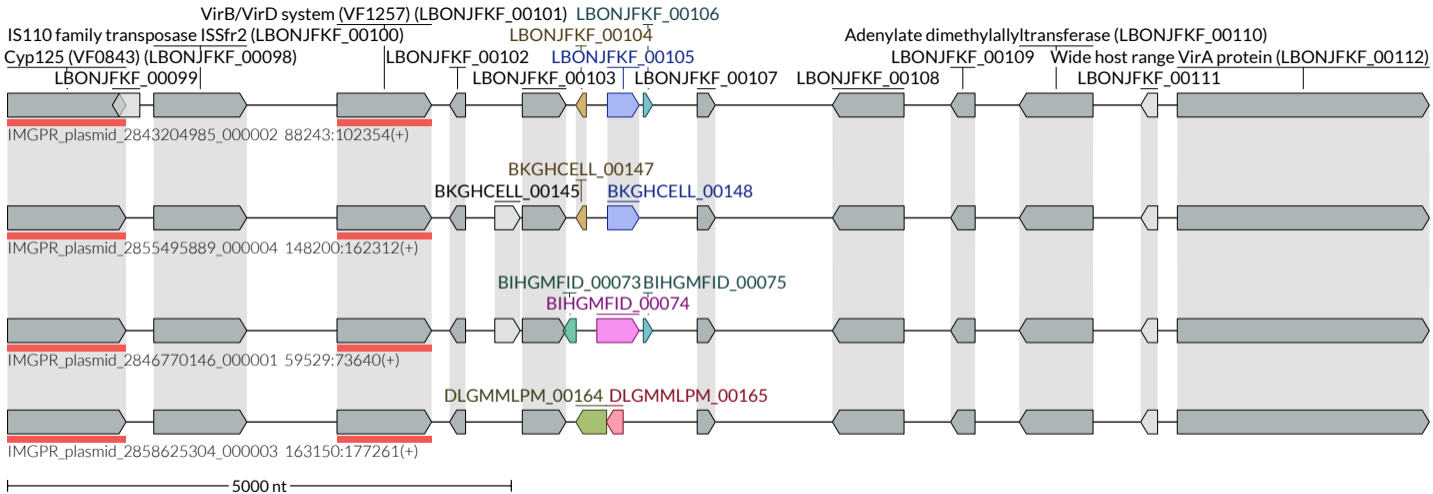 VirB/VirD system (VF1257) (LBONJFKF_00101) LBONJFKF_00106
IS110 family transposase ISSfr2 (LBONJFKF_00100) LBONJFKF_00104 Adenylate dimethylallyltransferase (LBONJFKF_00110)
Cyp125 (VF0843) (LBONJFKF_00098) LBONJFKF_00102 LBONJFKF_00105 LBONJFKF_00109 Wide host range VirA protein (LBONJFKF_00112)
LBONJFKF_00099 LBONJFKF_00103 LBONJFKF_00107 LBONJFKF_00108 LBONJFKF_00111
IMGPR_plasmid_2843204985_000002 88243:102354(+)
BKGHCELL_00147
BKGHCELL_00145 BKGHCELL_00148
IMGPR_plasmid_2855495889_000004 148200:162312(+)
BIHGMFID_00073 BIHGMFID_00075
BIHGMFID_00074
IMGPR_plasmid_2846770146_000001 59529:73640(+)
DLGMMLPM_00164 DLGMMLPM_00165
IMGPR_plasmid_2858625304_000003 163150:177261(+)
5000 nt